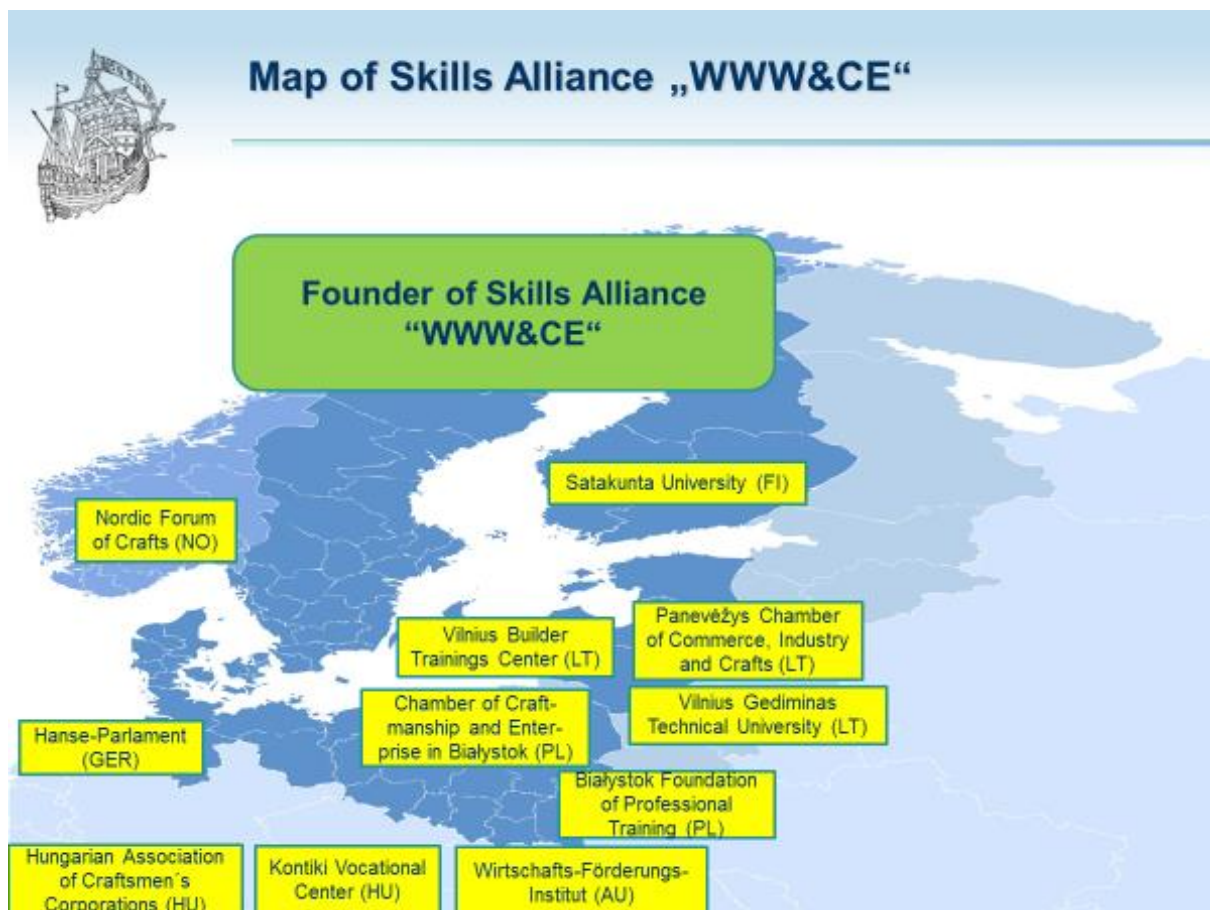 Map of Skills Alliance „WWW&CE“
Founder of Skills Alliance
“WWW&CE“
Satakunta University (FI)
Nordic Forum
of Crafts (NO)
Vilnius Builder
Trainings Center (LT)
Panevėžys Chamber
of Commerce, Industry
and Crafts (LT)
Chamber of Craft-
manship and Enter-
prise in Białystok (PL)
Vilnius Gediminas
Technical University (LT)
Hanse-Parlament
(GER)
Białystok Foundation
of Professional
Training (PL)
Hungarian Association
of Craftsmen´s
Corporations (HU)
Kontiki Vocational
Center (HU)
Wirtschafts-Förderungs-
Institut (AU)